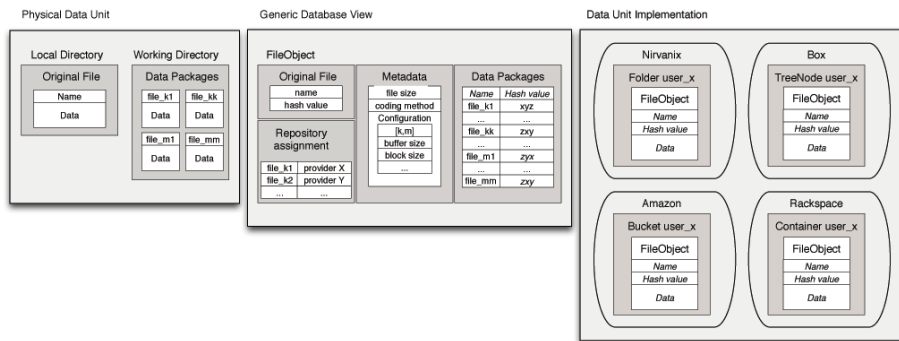 Physical Data Unit
Local Directory
Original File
Name
Data
Working Directory
Data Packages
file_k1 file_kk
Data Data
file_m1 file_mm
Data Data
Generic Database View
FileObject
Original File
name
hash value
Repository
assignment
file_k1 provider X
file_k2 provider Y
... ...
Metadata
file size
coding method
Configuration
[k,m]
buffer size
block size
...
Data Packages
Name Hash value
file_k1 xyz
... ...
file_kk zxy
... ...
file_m1 zyx
... ...
file_mm zxy
Data Unit Implementation
Nirvanix
Folder user_x
FileObject
Name
Hash value
Data
Box
TreeNode user_x
FileObject
Name
Hash value
Data
Amazon
Bucket user_x
FileObject
Name
Hash value
Data
Rackspace
Container user_x
FileObject
Name
Hash value
Data